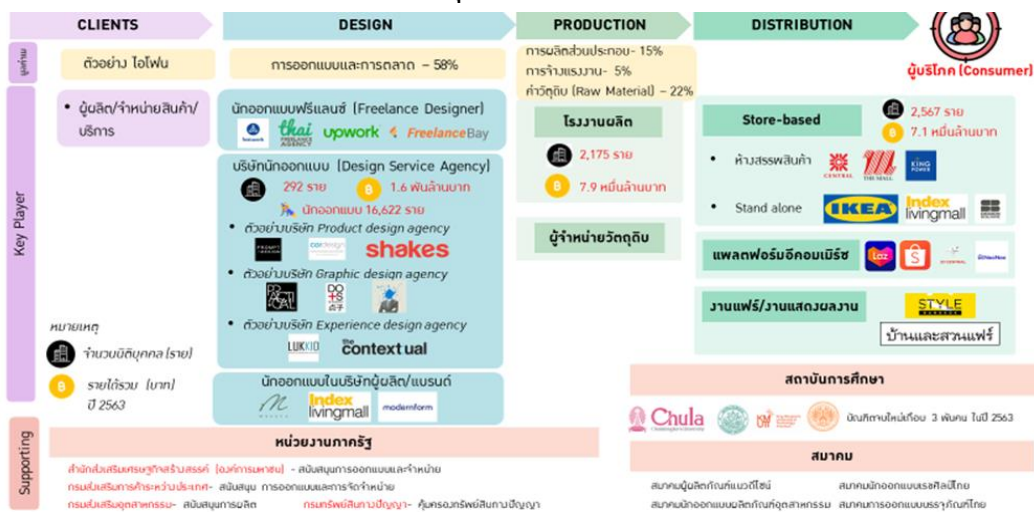 CLIENTS
DESIGN
PRODUCTION
DISTRIBUTION
มูลค่าเพิ่ม
ตัวอย่าง ไอโฟน
การออกแบบและการตลาด – 58%
การผลิตส่วนประกอบ- 15%
การจ้างแรงงาน- 5%
ค่าวัตถุดิบ (Raw Material) – 22%
ผู้บริโภค (Consumer)
Key Player
• ผู้ผลิต/จำหน่ายสินค้า/
บริการ
หมายเหตุ
จำนวนนิติบุคคล (ราย)
B รายได้รวม (บาท)
ปี 2563
นักออกแบบฟรีแลนซ์ (Freelance Designer)
thai
FREELANCE
AGENCY
upwork
FreelanceBay
บริษัทนักออกแบบ (Design Service Agency)
292 ราย
B 1.6 พันล้านบาท
นักออกแบบ 16,622 ราย
• ตัวอย่างบริษัท Product design agency
PROMPT
DESIGN
cordesign
shakes
• ตัวอย่างบริษัท Graphic design agency
PRACTICAL
DOTS
• ตัวอย่างบริษัท Experience design agency
LUKKID
the
contextual
นักออกแบบในบริษัทผู้ผลิต/แบรนด์
index
livingmall
modernform
โรงงานผลิต
2,175 ราย
B 7.9 หมื่นล้านบาท
ผู้จำหน่ายวัตถุดิบ
Store-based
2,567 ราย
B 7.1 หมื่นล้านบาท
• ห้างสรรพสินค้า
CENTRAL
THE MALL
KING
POWER
• Stand alone
IKEA
index
livingmall
แพลตฟอร์มอีคอมเมิร์ซ
Laz
S
งานแฟร์/งานแสดงผลงาน
STYLE
บ้านและสวนแฟร์
Supporting
หน่วยงานภาครัฐ
สำนักส่งเสริมเศรษฐกิจสร้างสรรค์ (องค์การมหาชน) - สนับสนุนการออกแบบและจำหน่าย
กรมส่งเสริมการค้าระหว่างประเทศ- สนับสนุน การออกแบบและการจัดจำหน่าย
กรมส่งเสริมอุตสาหกรรม- สนับสนุนการผลิต
กรมทรัพย์สินทางปัญญา- คุ้มครองทรัพย์สินทางปัญญา
สถาบันการศึกษา
Chula
บัณฑิตจบใหม่เกือบ 3 พันคน ในปี 2563
สมาคม
สมาคมผู้ผลิตภัณฑ์แนวดีไซน์
สมาคมนักออกแบบเรขศิลป์ไทย
สมาคมนักออกแบบผลิตภัณฑ์อุตสาหกรรม
สมาคมการออกแบบบรรจุภัณฑ์ไทย